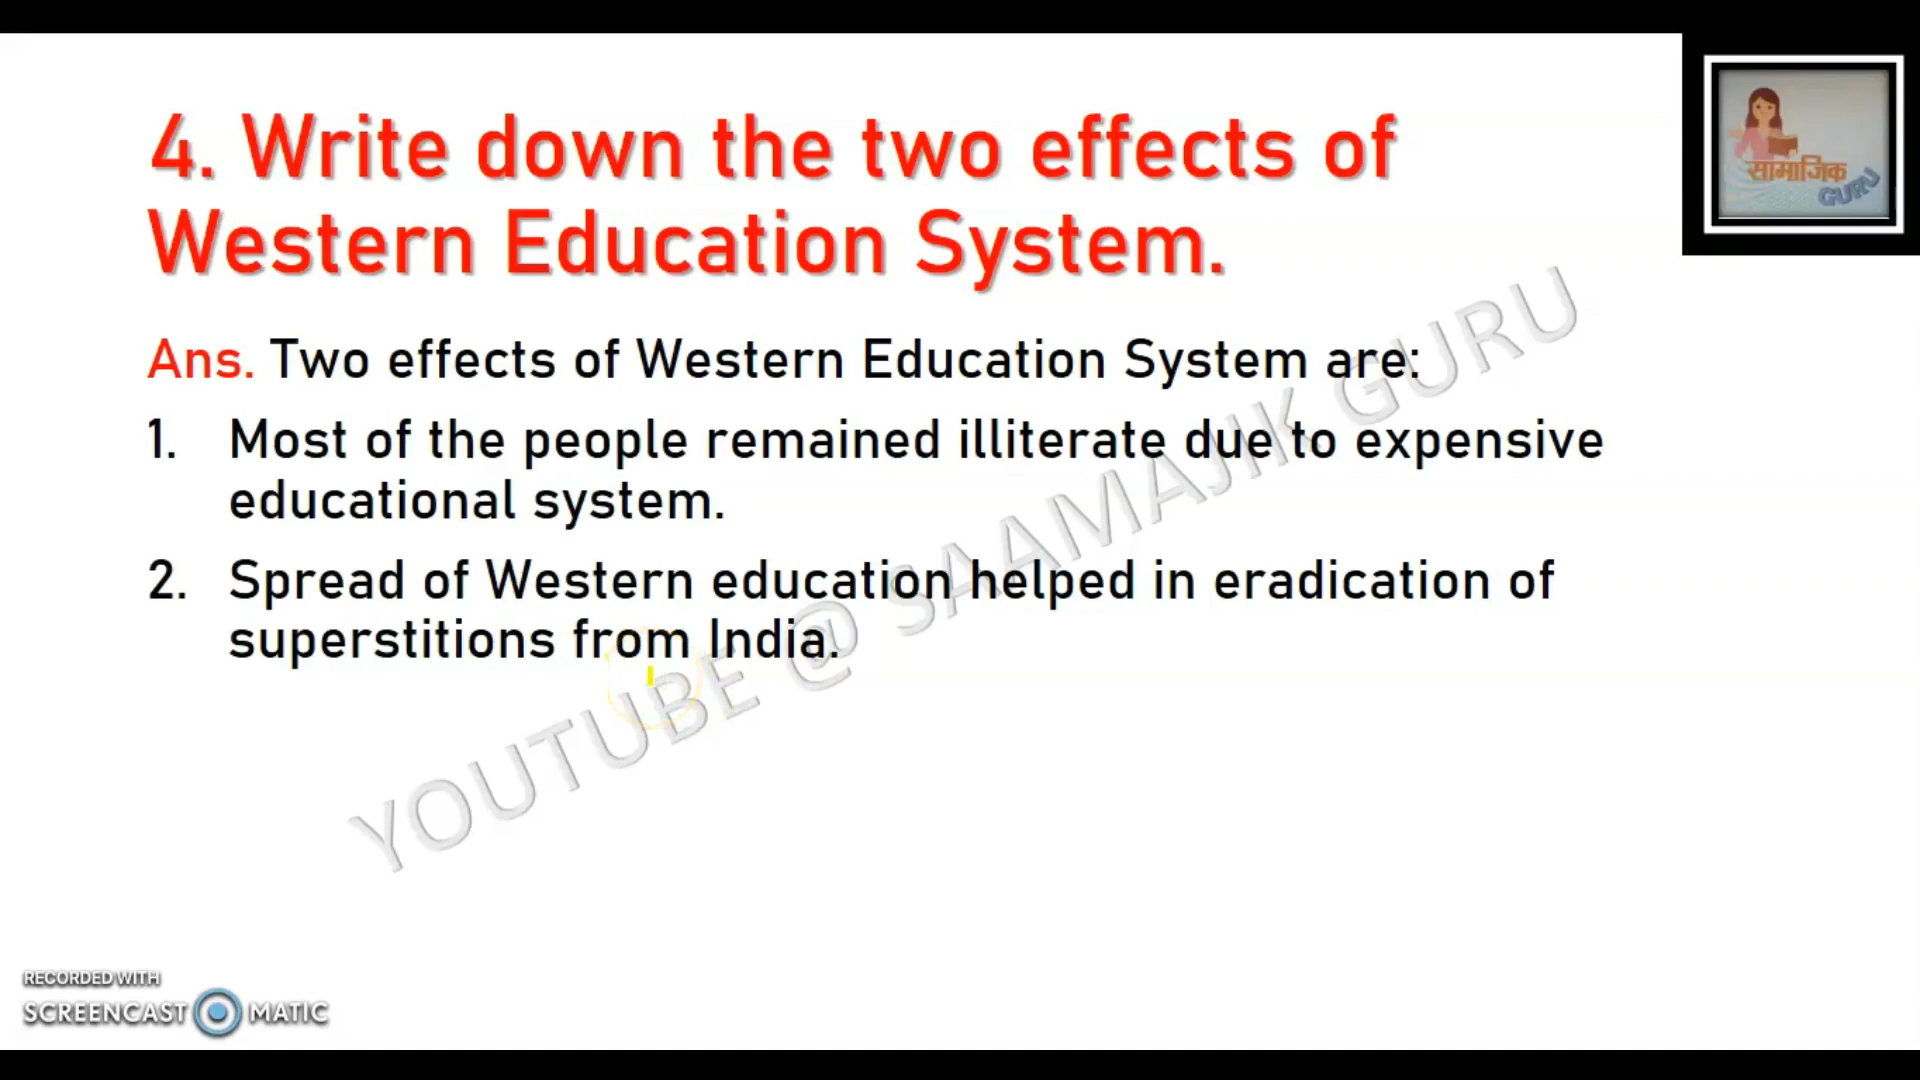 4. Write down the two effects of
Western Education System.
Ans. Two effects of Western Education System are:
1. Most of the people remained illiterate due to expensive
educational system.
2. Spread of Western education helped in eradication of
superstitions from India.
YOUTUBE @ SAAMAJIK GURU
सामाजिक
GURU
RECORDED WITH
SCREENCAST MATIC